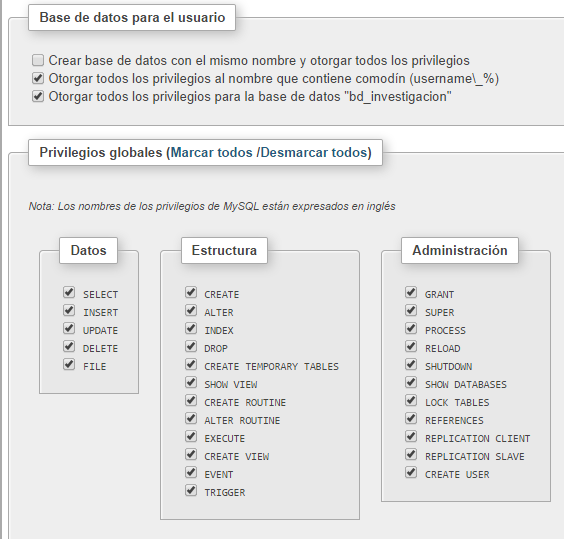 Base de datos para el usuario
Crear base de datos con el mismo nombre y otorgar todos los privilegios
Otorgar todos los privilegios al nombre que contiene comodín (username\_%)
Otorgar todos los privilegios para la base de datos "bd_investigacion"
Privilegios globales (Marcar todos /Desmarcar todos)
Nota: Los nombres de los privilegios de MySQL están expresados en inglés
Datos
SELECT
INSERT
UPDATE
DELETE
FILE
Estructura
CREATE
ALTER
INDEX
DROP
CREATE TEMPORARY TABLES
SHOW VIEW
CREATE ROUTINE
ALTER ROUTINE
EXECUTE
CREATE VIEW
EVENT
TRIGGER
Administración
GRANT
SUPER
PROCESS
RELOAD
SHUTDOWN
SHOW DATABASES
LOCK TABLES
REFERENCES
REPLICATION CLIENT
REPLICATION SLAVE
CREATE USER